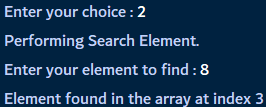 Enter your choice : 2
Performing Search Element.
Enter your element to find : 8
Element found in the array at index 3